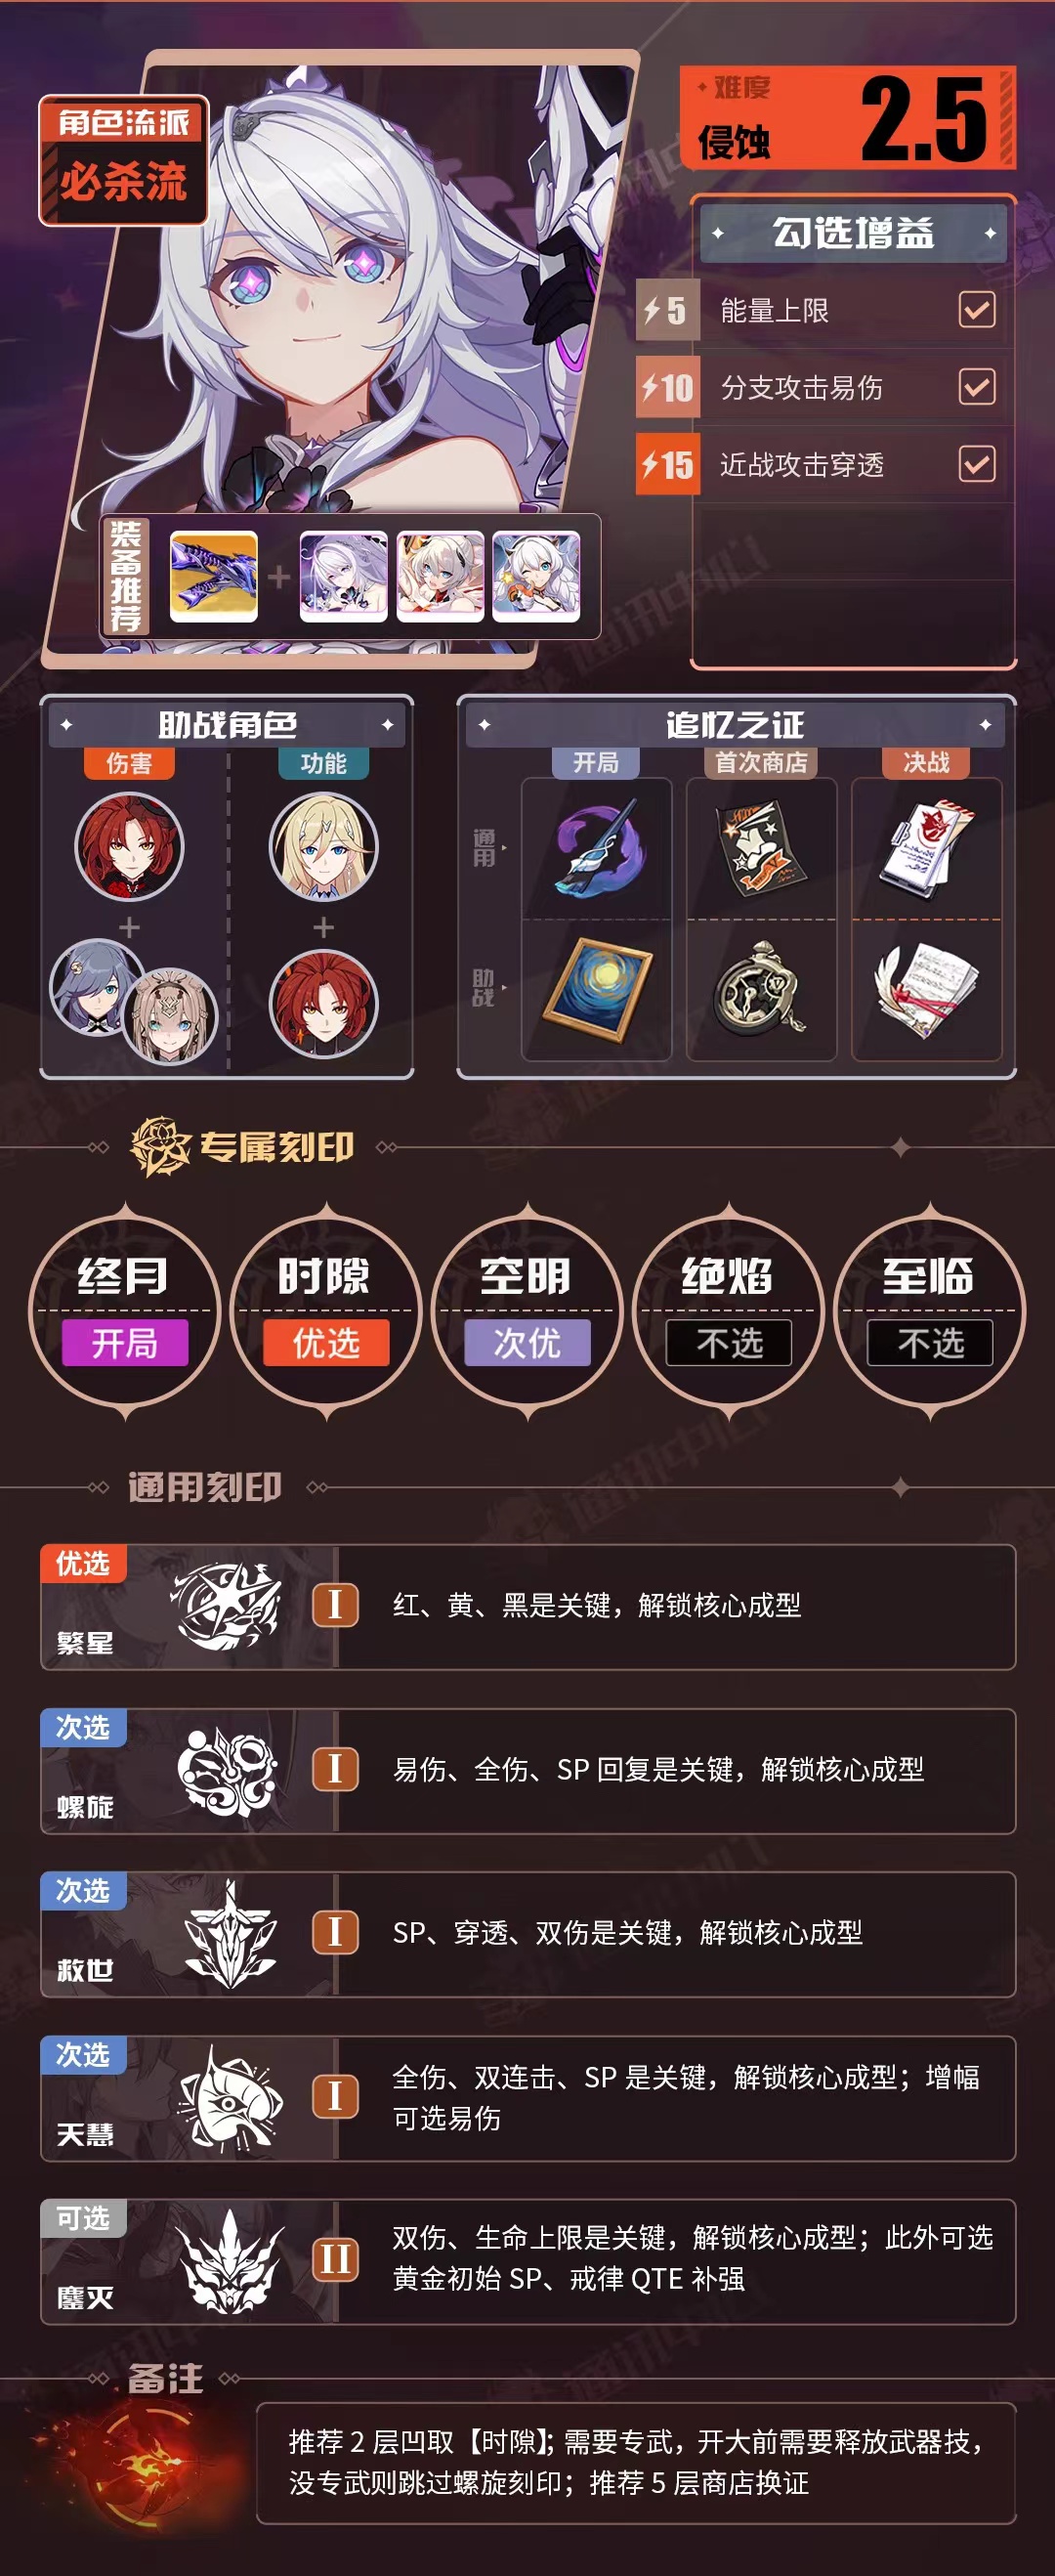 角色流派
必杀流
难度
侵蚀
2.5
勾选增益
5 能量上限
10 分支攻击易伤
15 近战攻击穿透
装备推荐
助战角色
伤害
功能
追忆之证
开局
首次商店
决战
通用
助战
专属刻印
终月
开局
时隙
优选
空明
次优
绝焰
不选
至临
不选
通用刻印
优选
繁星
I
红、黄、黑是关键，解锁核心成型
次选
螺旋
I
易伤、全伤、SP 回复是关键，解锁核心成型
次选
救世
I
SP、穿透、双伤是关键，解锁核心成型
次选
天慧
I
全伤、双连击、SP 是关键，解锁核心成型；增幅
可选易伤
可选
鏖灭
II
双伤、生命上限是关键，解锁核心成型；此外可选
黄金初始 SP、戒律 QTE 补强
备注
推荐 2 层凹取【时隙】；需要专武，开大前需要释放武器技，
没专武则跳过螺旋刻印；推荐 5 层商店换证